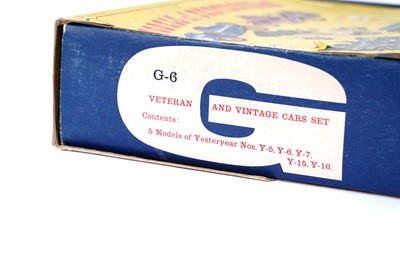 G-6
VETERAN AND VINTAGE CARS SET
Contents:
5 Models of Yesteryear Nos. Y-5, Y-6, Y-7,
Y-15, Y-16.